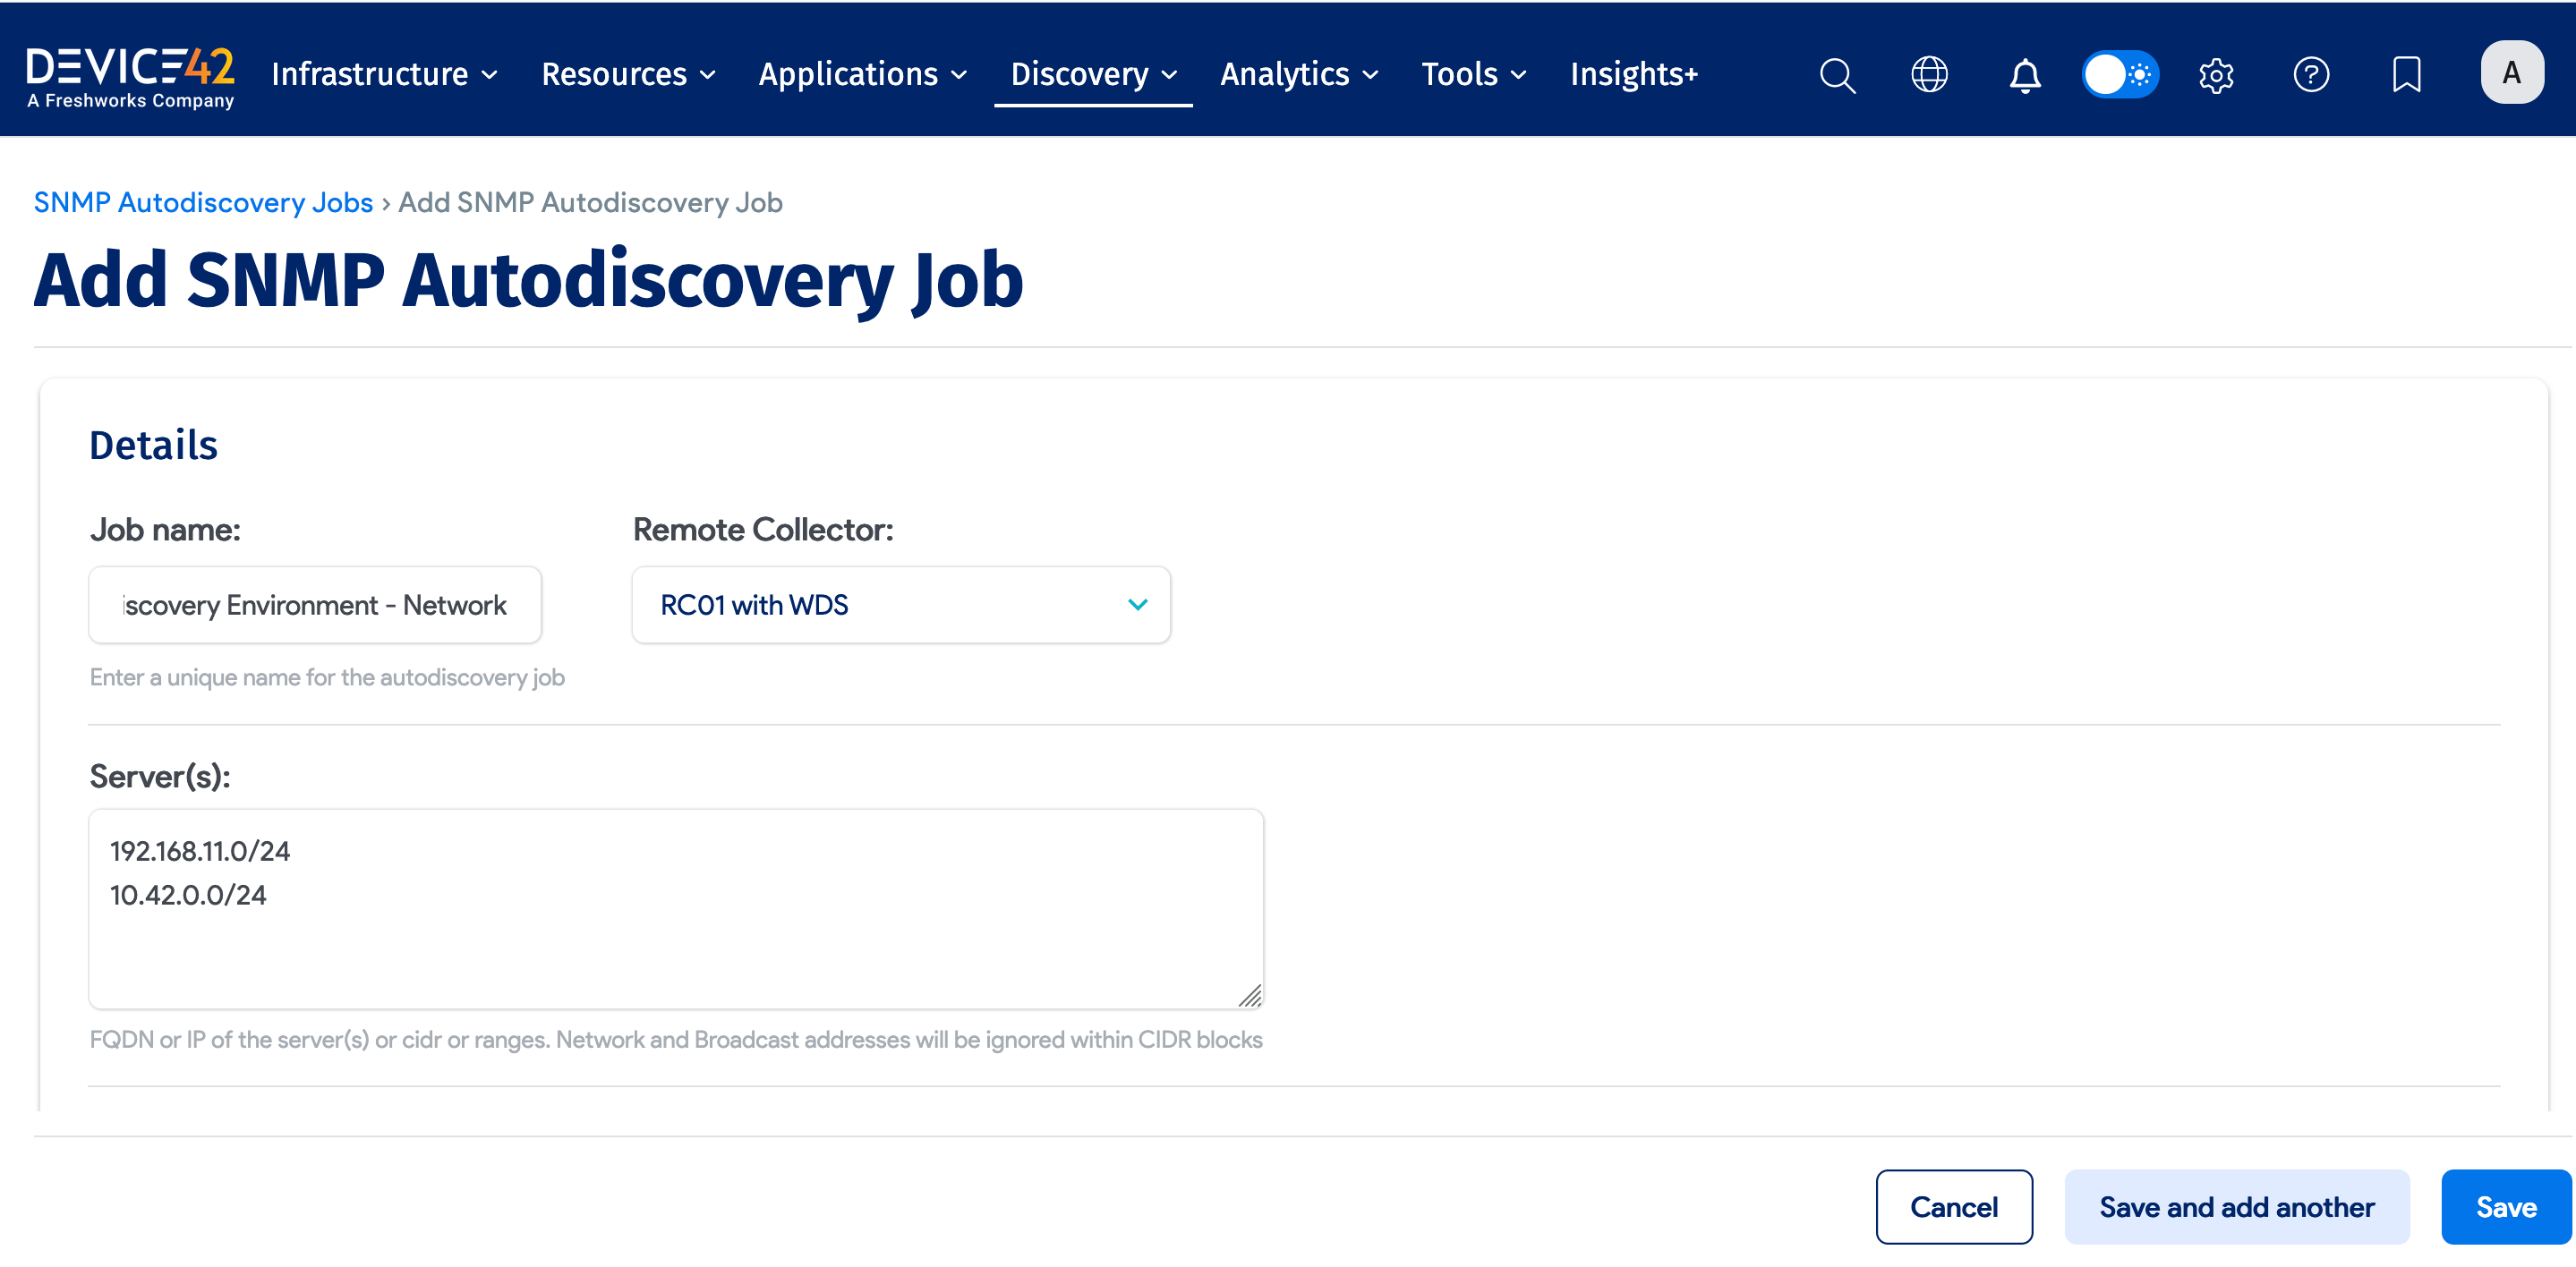 DEVICE42
A Freshworks Company
Infrastructure Resources Applications Discovery Analytics Tools Insights+ A
SNMP Autodiscovery Jobs › Add SNMP Autodiscovery Job
Add SNMP Autodiscovery Job
Details
Job name: Remote Collector:
scovery Environment - Network RC01 with WDS
Enter a unique name for the autodiscovery job
Server(s):
192.168.11.0/24
10.42.0.0/24
FQDN or IP of the server(s) or cidr or ranges. Network and Broadcast addresses will be ignored within CIDR blocks
Cancel Save and add another Save